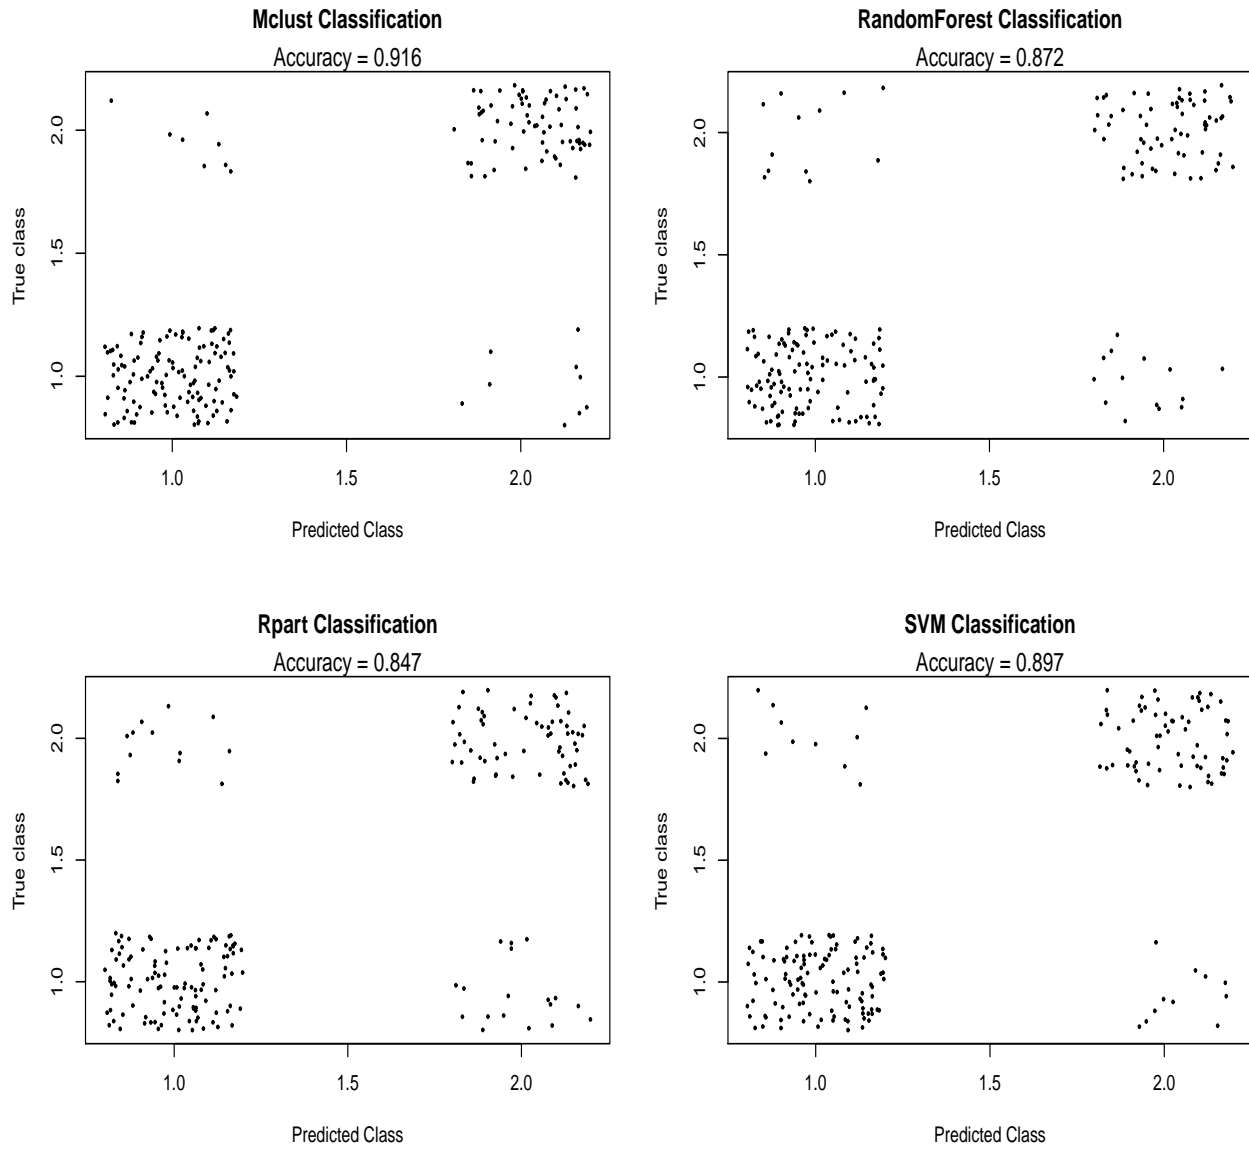 Mclust Classification
Accuracy = 0.916
True class
2.0
1.5
1.0
1.0 1.5 2.0
Predicted Class
RandomForest Classification
Accuracy = 0.872
True class
2.0
1.5
1.0
1.0 1.5 2.0
Predicted Class
Rpart Classification
Accuracy = 0.847
True class
2.0
1.5
1.0
1.0 1.5 2.0
Predicted Class
SVM Classification
Accuracy = 0.897
True class
2.0
1.5
1.0
1.0 1.5 2.0
Predicted Class